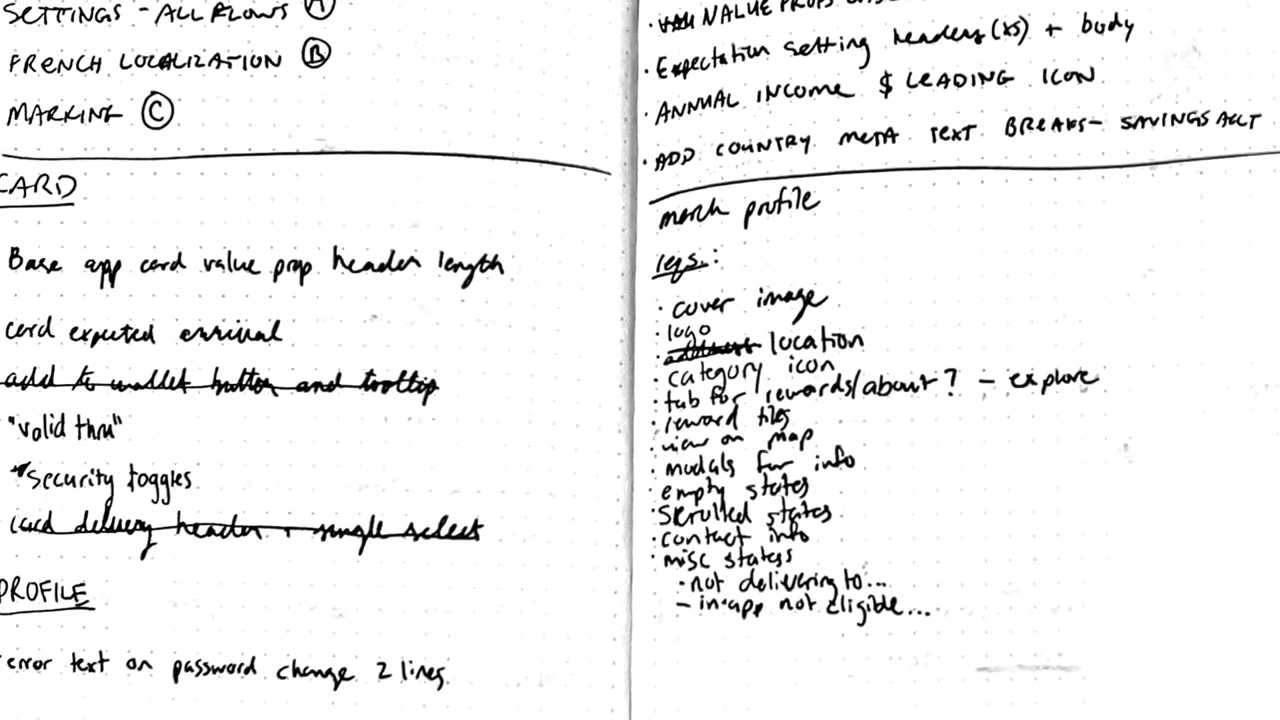 SETTINGS - ALL FLOWS A
FRENCH LOCALIZATION B
MARKING C
CARD
Base app card value prop header length
card expected arrival
add to wallet button and tooltip
"valid thru"
"security toggles
card delivery header + single select
PROFILE
error text on password change 2 lines
· VALUE PROPS
· Expectation setting headers (xs) + body
· ANNUAL INCOME $ LEADING ICON
· ADD COUNTRY META TEXT BREAKS - SAVINGS ACCT
merch profile
reqs.:
· cover image
· logo
· address location
· category icon
· tab for rewards/about? - explore
· reward tiles
· view on map
· modals for info
· empty states
· scrolled states
· contact info
· misc states
· not delivering to...
- in-app not eligible...